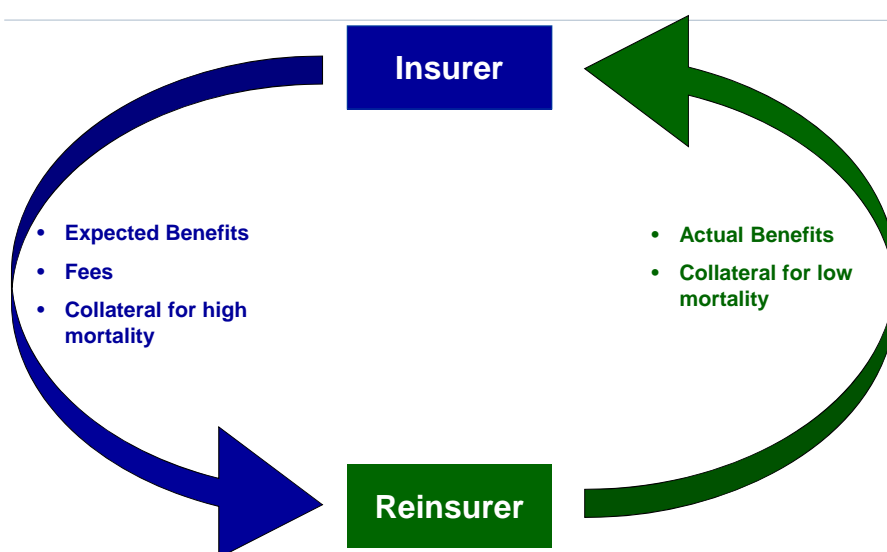 Insurer
• Expected Benefits
• Fees
• Collateral for high
mortality
• Actual Benefits
• Collateral for low
mortality
Reinsurer